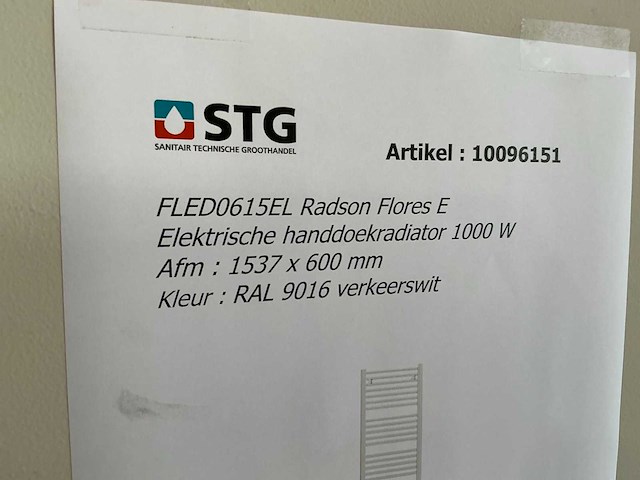 STG
SANITAIR TECHNISCHE GROOTHANDEL
Artikel : 10096151
FLED0615EL Radson Flores E
Elektrische handdoekradiator 1000 W
Afm : 1537 x 600 mm
Kleur : RAL 9016 verkeerswit